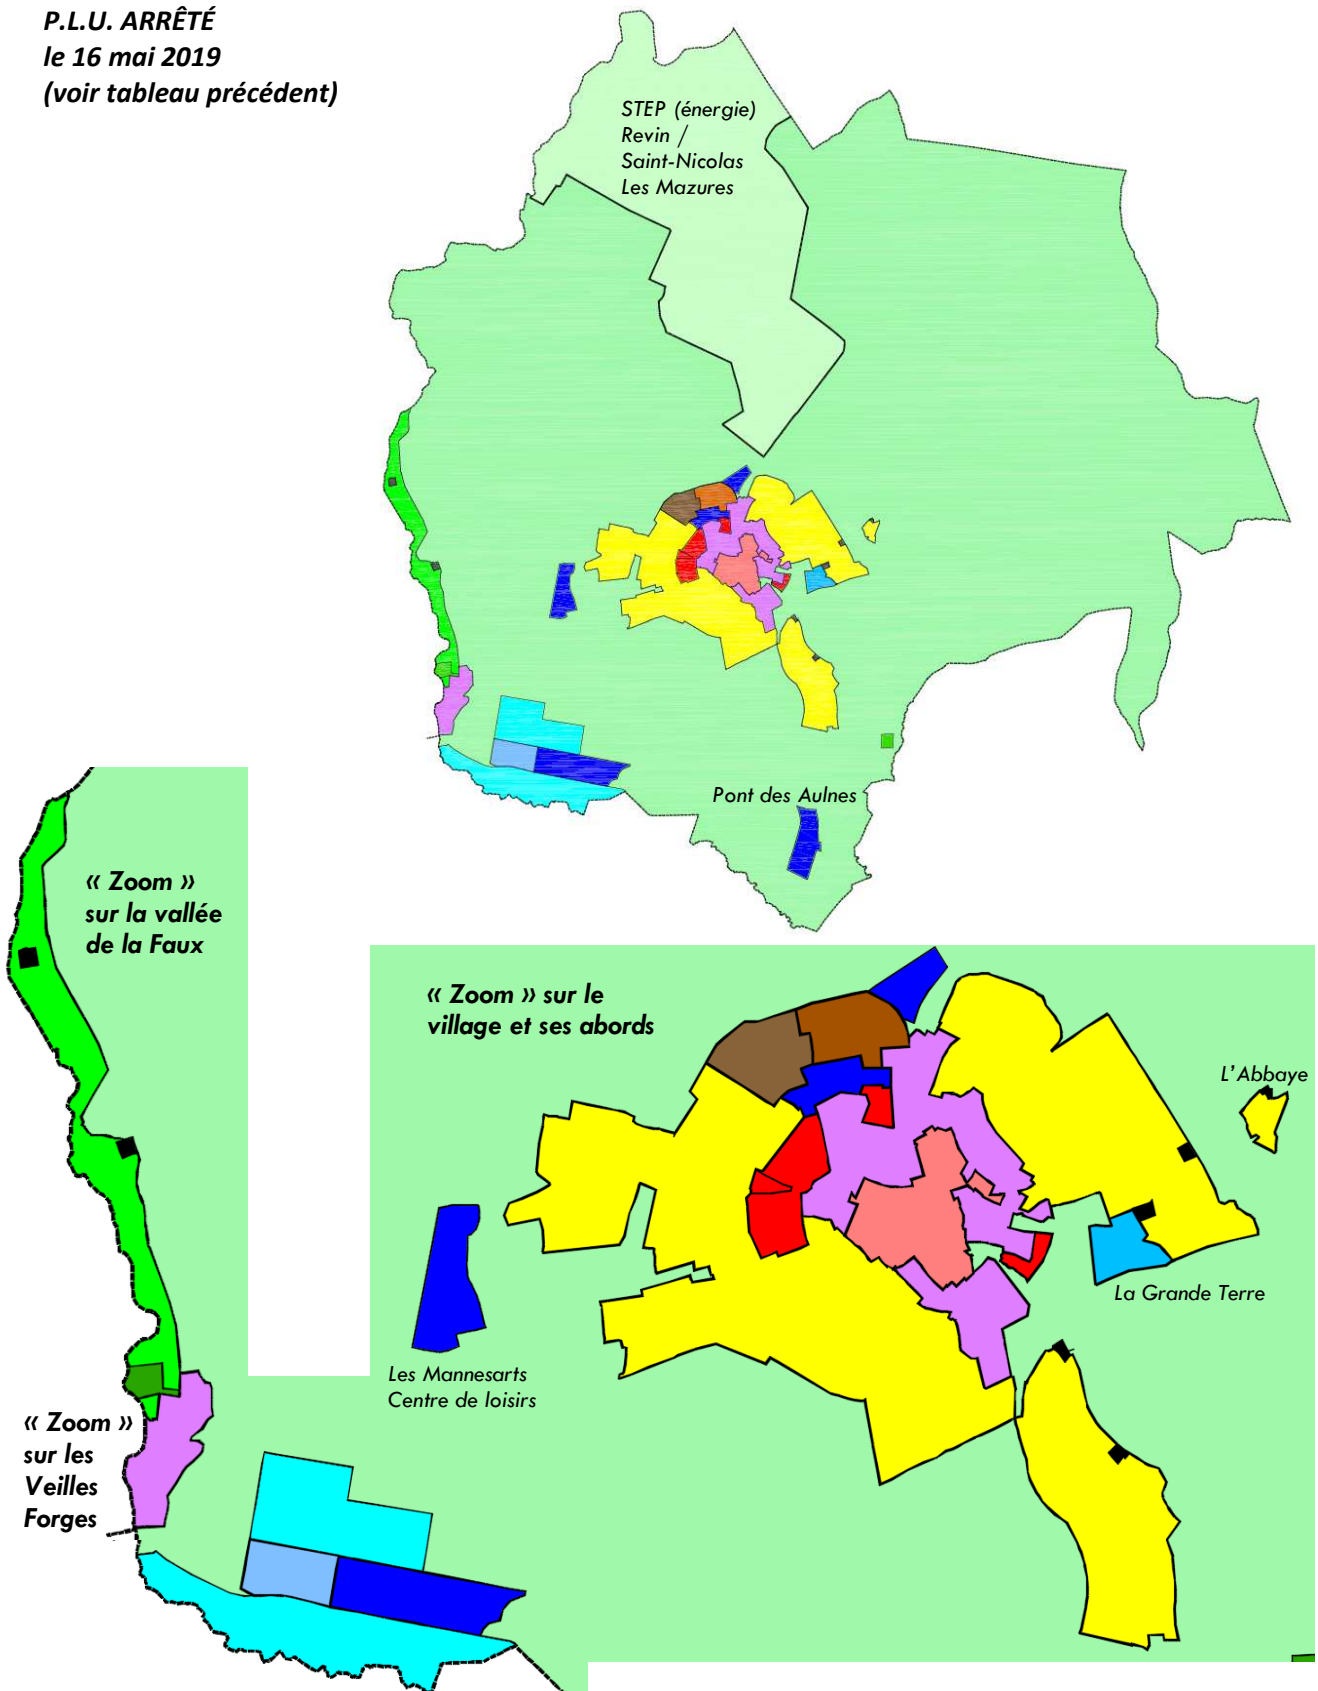 P.L.U. ARRÊTÉ
le 16 mai 2019
(voir tableau précédent)
STEP (énergie)
Revin /
Saint-Nicolas
Les Mazures
Pont des Aulnes
« Zoom »
sur la vallée
de la Faux
« Zoom » sur le
village et ses abords
L'Abbaye
La Grande Terre
Les Mannesarts
Centre de loisirs
« Zoom »
sur les
Veilles
Forges